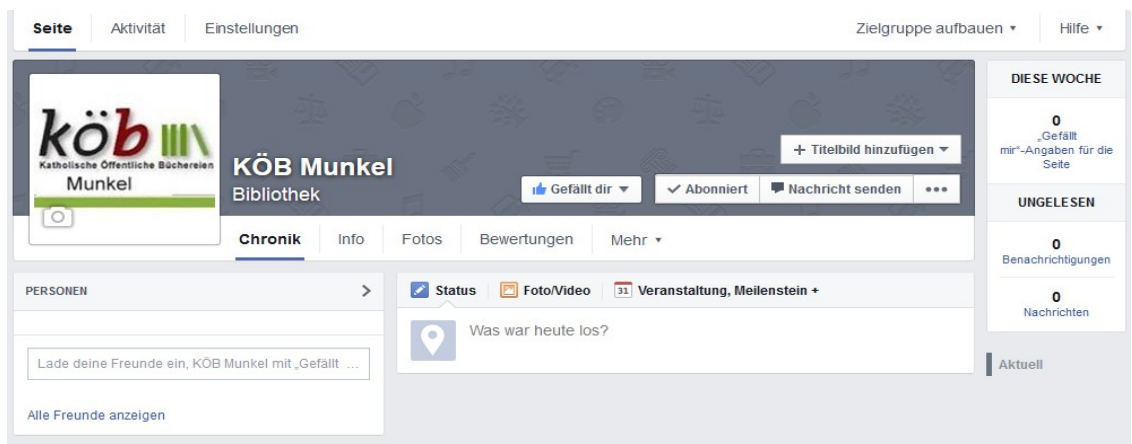 Seite Aktivität Einstellungen Zielgruppe aufbauen Hilfe
köb
Katholische Öffentliche Büchereien
Munkel
KÖB Munkel
Bibliothek
+ Titelbild hinzufügen
Gefällt dir Abonniert Nachricht senden •••
Chronik Info Fotos Bewertungen Mehr
DIESE WOCHE
0
„Gefällt
mir“-Angaben für die
Seite
UNGELESEN
0
Benachrichtigungen
0
Nachrichten
PERSONEN
Lade deine Freunde ein, KÖB Munkel mit „Gefällt ...
Alle Freunde anzeigen
Status Foto/Video 31 Veranstaltung, Meilenstein +
Was war heute los?
Aktuell